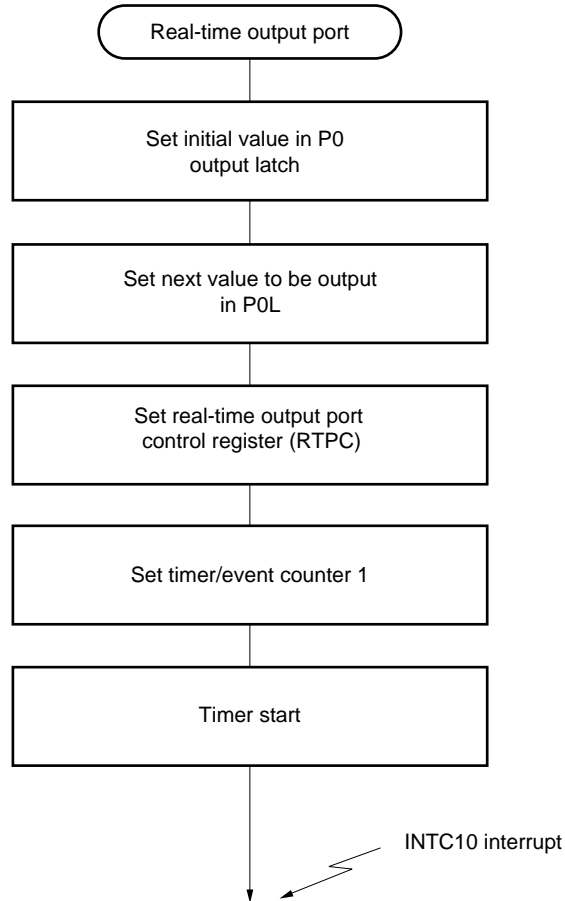 Real-time output port
Set initial value in P0
output latch
Set next value to be output
in P0L
Set real-time output port
control register (RTPC)
Set timer/event counter 1
Timer start
INTC10 interrupt